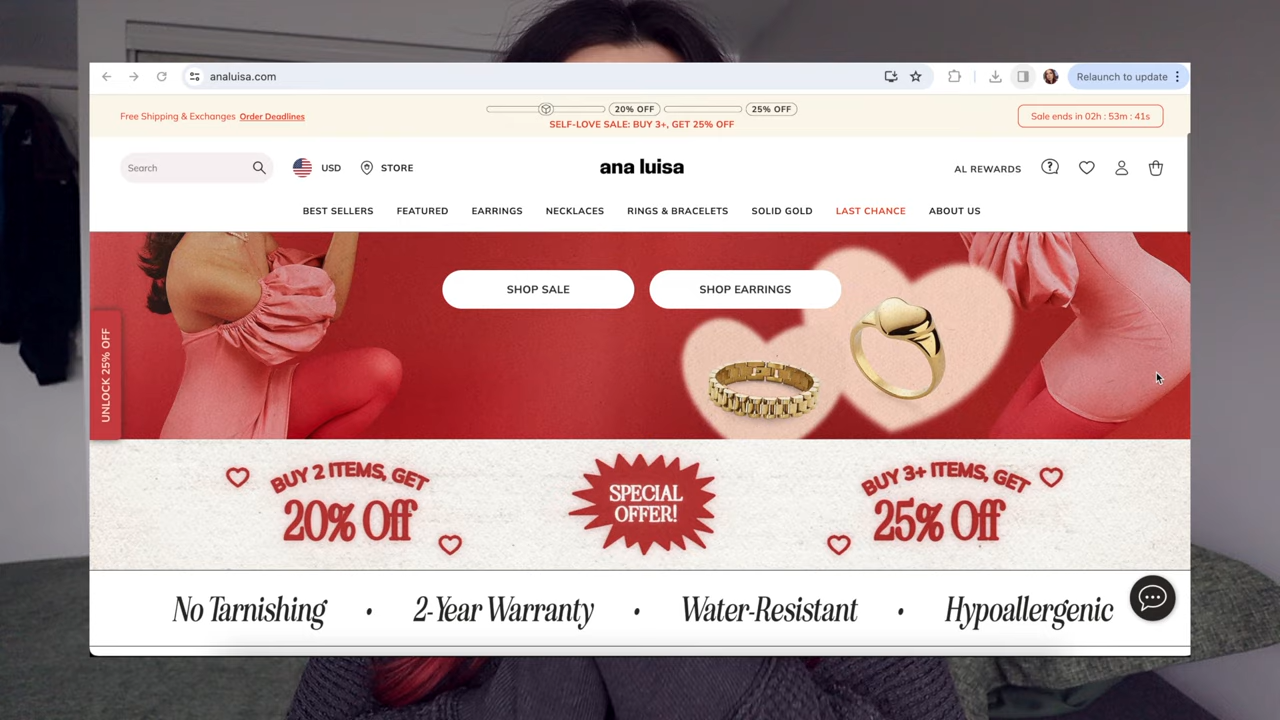 analuisa.com
Relaunch to update
Free Shipping & Exchanges Order Deadlines
20% OFF
25% OFF
SELF-LOVE SALE: BUY 3+, GET 25% OFF
Sale ends in 02h : 53m : 41s
Search
USD
STORE
ana luisa
AL REWARDS
BEST SELLERS
FEATURED
EARRINGS
NECKLACES
RINGS & BRACELETS
SOLID GOLD
LAST CHANCE
ABOUT US
SHOP SALE
SHOP EARRINGS
UNLOCK 25% OFF
BUY 2 ITEMS, GET
20% Off
SPECIAL
OFFER!
BUY 3+ ITEMS, GET
25% Off
No Tarnishing • 2-Year Warranty • Water-Resistant • Hypoallergenic